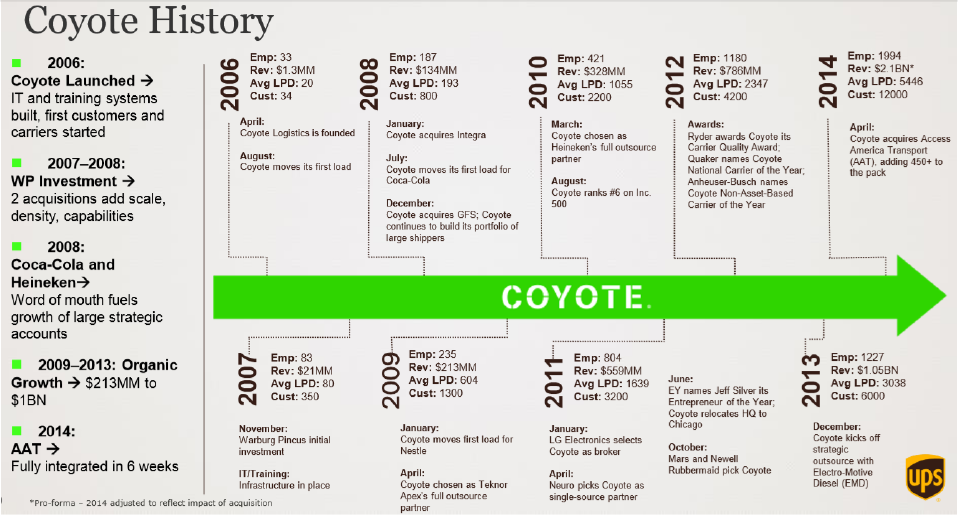 Coyote History
2006:
Coyote Launched →
IT and training systems
built, first customers and
carriers started
2007–2008:
WP Investment →
2 acquisitions add scale,
density, capabilities
2008:
Coca-Cola and
Heineken→
Word of mouth fuels
growth of large strategic
accounts
2009–2013: Organic
Growth → $213MM to
$1BN
2014:
AAT →
Fully integrated in 6 weeks
2006
Emp: 33
Rev: $1.3MM
Avg LPD: 20
Cust: 34
April:
Coyote Logistics is founded
August:
Coyote moves its first load
2008
Emp: 187
Rev: $134MM
Avg LPD: 193
Cust: 800
January:
Coyote acquires Integra
July:
Coyote moves its first load for
Coca-Cola
December:
Coyote acquires GFS; Coyote
continues to build its portfolio of
large shippers
2010
Emp: 421
Rev: $328MM
Avg LPD: 1055
Cust: 2200
March:
Coyote chosen as
Heineken's full outsource
partner
August:
Coyote ranks #6 on Inc.
500
2012
Emp: 1180
Rev: $786MM
Avg LPD: 2347
Cust: 4200
Awards:
Ryder awards Coyote its
Carrier Quality Award;
Quaker names Coyote
National Carrier of the Year;
Anheuser-Busch names
Coyote Non-Asset-Based
Carrier of the Year
2014
Emp: 1994
Rev: $2.1BN*
Avg LPD: 5446
Cust: 12000
April:
Coyote acquires Access
America Transport
(AAT), adding 450+ to
the pack
COYOTE.
2007
Emp: 83
Rev: $21MM
Avg LPD: 80
Cust: 350
November:
Warburg Pincus initial
investment
IT/Training:
Infrastructure in place
2009
Emp: 235
Rev: $213MM
Avg LPD: 604
Cust: 1300
January:
Coyote moves first load for
Nestle
April:
Coyote chosen as Teknor
Apex's full outsource
partner
2011
Emp: 804
Rev: $559MM
Avg LPD: 1639
Cust: 3200
January:
LG Electronics selects
Coyote as broker
April:
Neuro picks Coyote as
single-source partner
June:
EY names Jeff Silver its
Entrepreneur of the Year;
Coyote relocates HQ to
Chicago
October:
Mars and Newell
Rubbermaid pick Coyote
2013
Emp: 1227
Rev: $1.05BN
Avg LPD: 3038
Cust: 6000
December:
Coyote kicks off
strategic
outsource with
Electro-Motive
Diesel (EMD)
ups
*Pro-forma – 2014 adjusted to reflect impact of acquisition